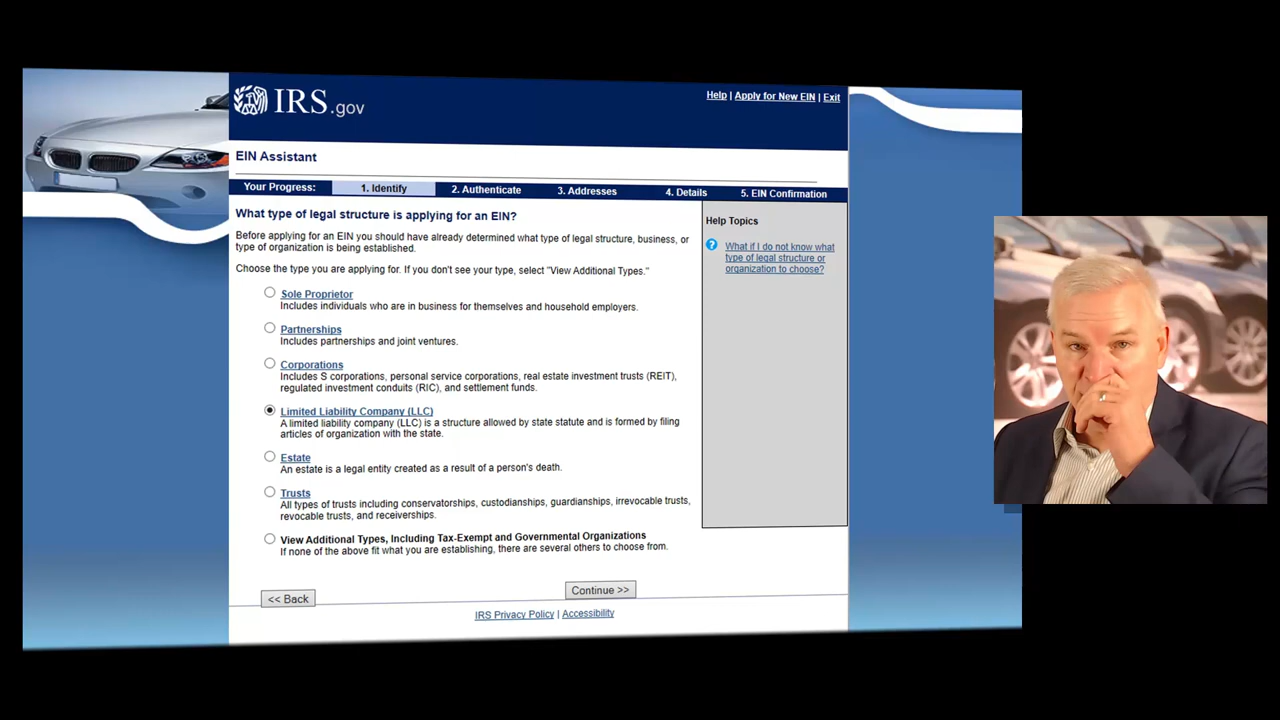 IRS.gov
Help | Apply for New EIN | Exit
EIN Assistant
Your Progress: 1. Identify 2. Authenticate 3. Addresses 4. Details 5. EIN Confirmation
What type of legal structure is applying for an EIN?
Before applying for an EIN you should have already determined what type of legal structure, business, or
type of organization is being established.
Choose the type you are applying for. If you don't see your type, select "View Additional Types."
Sole Proprietor
Includes individuals who are in business for themselves and household employers.
Partnerships
Includes partnerships and joint ventures.
Corporations
Includes S corporations, personal service corporations, real estate investment trusts (REIT),
regulated investment conduits (RIC), and settlement funds.
Limited Liability Company (LLC)
A limited liability company (LLC) is a structure allowed by state statute and is formed by filing
articles of organization with the state.
Estate
An estate is a legal entity created as a result of a person's death.
Trusts
All types of trusts including conservatorships, custodianships, guardianships, irrevocable trusts,
revocable trusts, and receiverships.
View Additional Types, Including Tax-Exempt and Governmental Organizations
If none of the above fit what you are establishing, there are several others to choose from.
<< Back
Continue >>
IRS Privacy Policy | Accessibility
Help Topics
What if I do not know what
type of legal structure or
organization to choose?